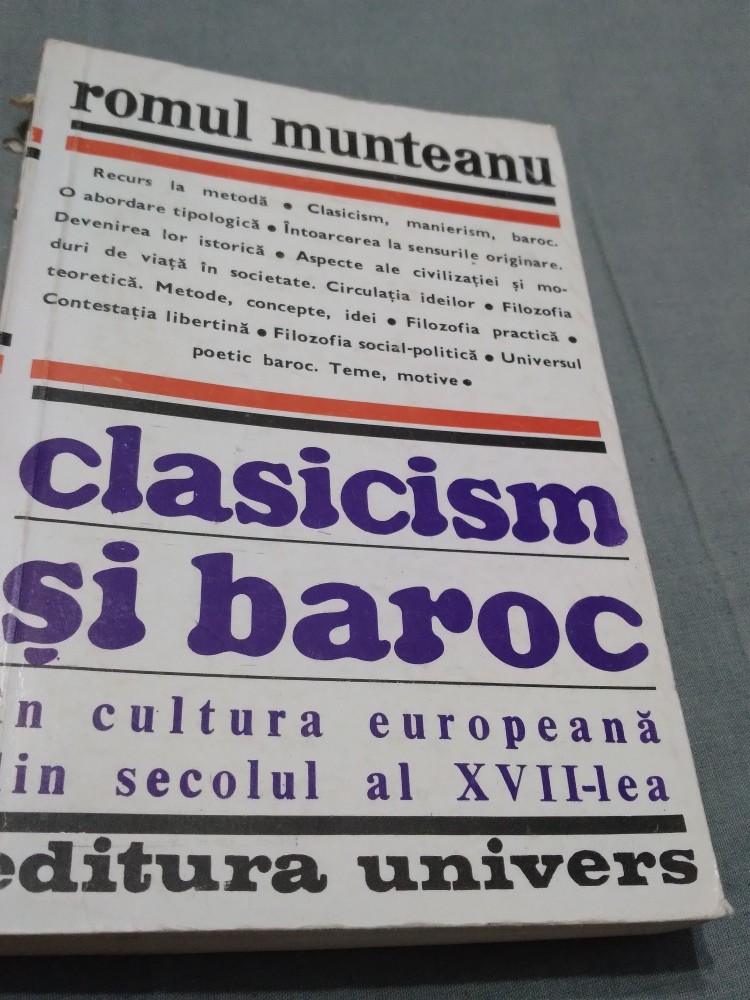 romul munteanu
Recurs la metodă • Clasicism, manierism, baroc.
O abordare tipologică • Întoarcerea la sensurile originare.
Devenirea lor istorică • Aspecte ale civilizației și mo-
duri de viață în societate. Circulația ideilor • Filozofia
teoretică. Metode, concepte, idei • Filozofia practică •
Contestația libertină • Filozofia social-politică • Universul
poetic baroc. Teme, motive •
clasicism
și baroc
în cultura europeană
din secolul al XVII-lea
editura univers